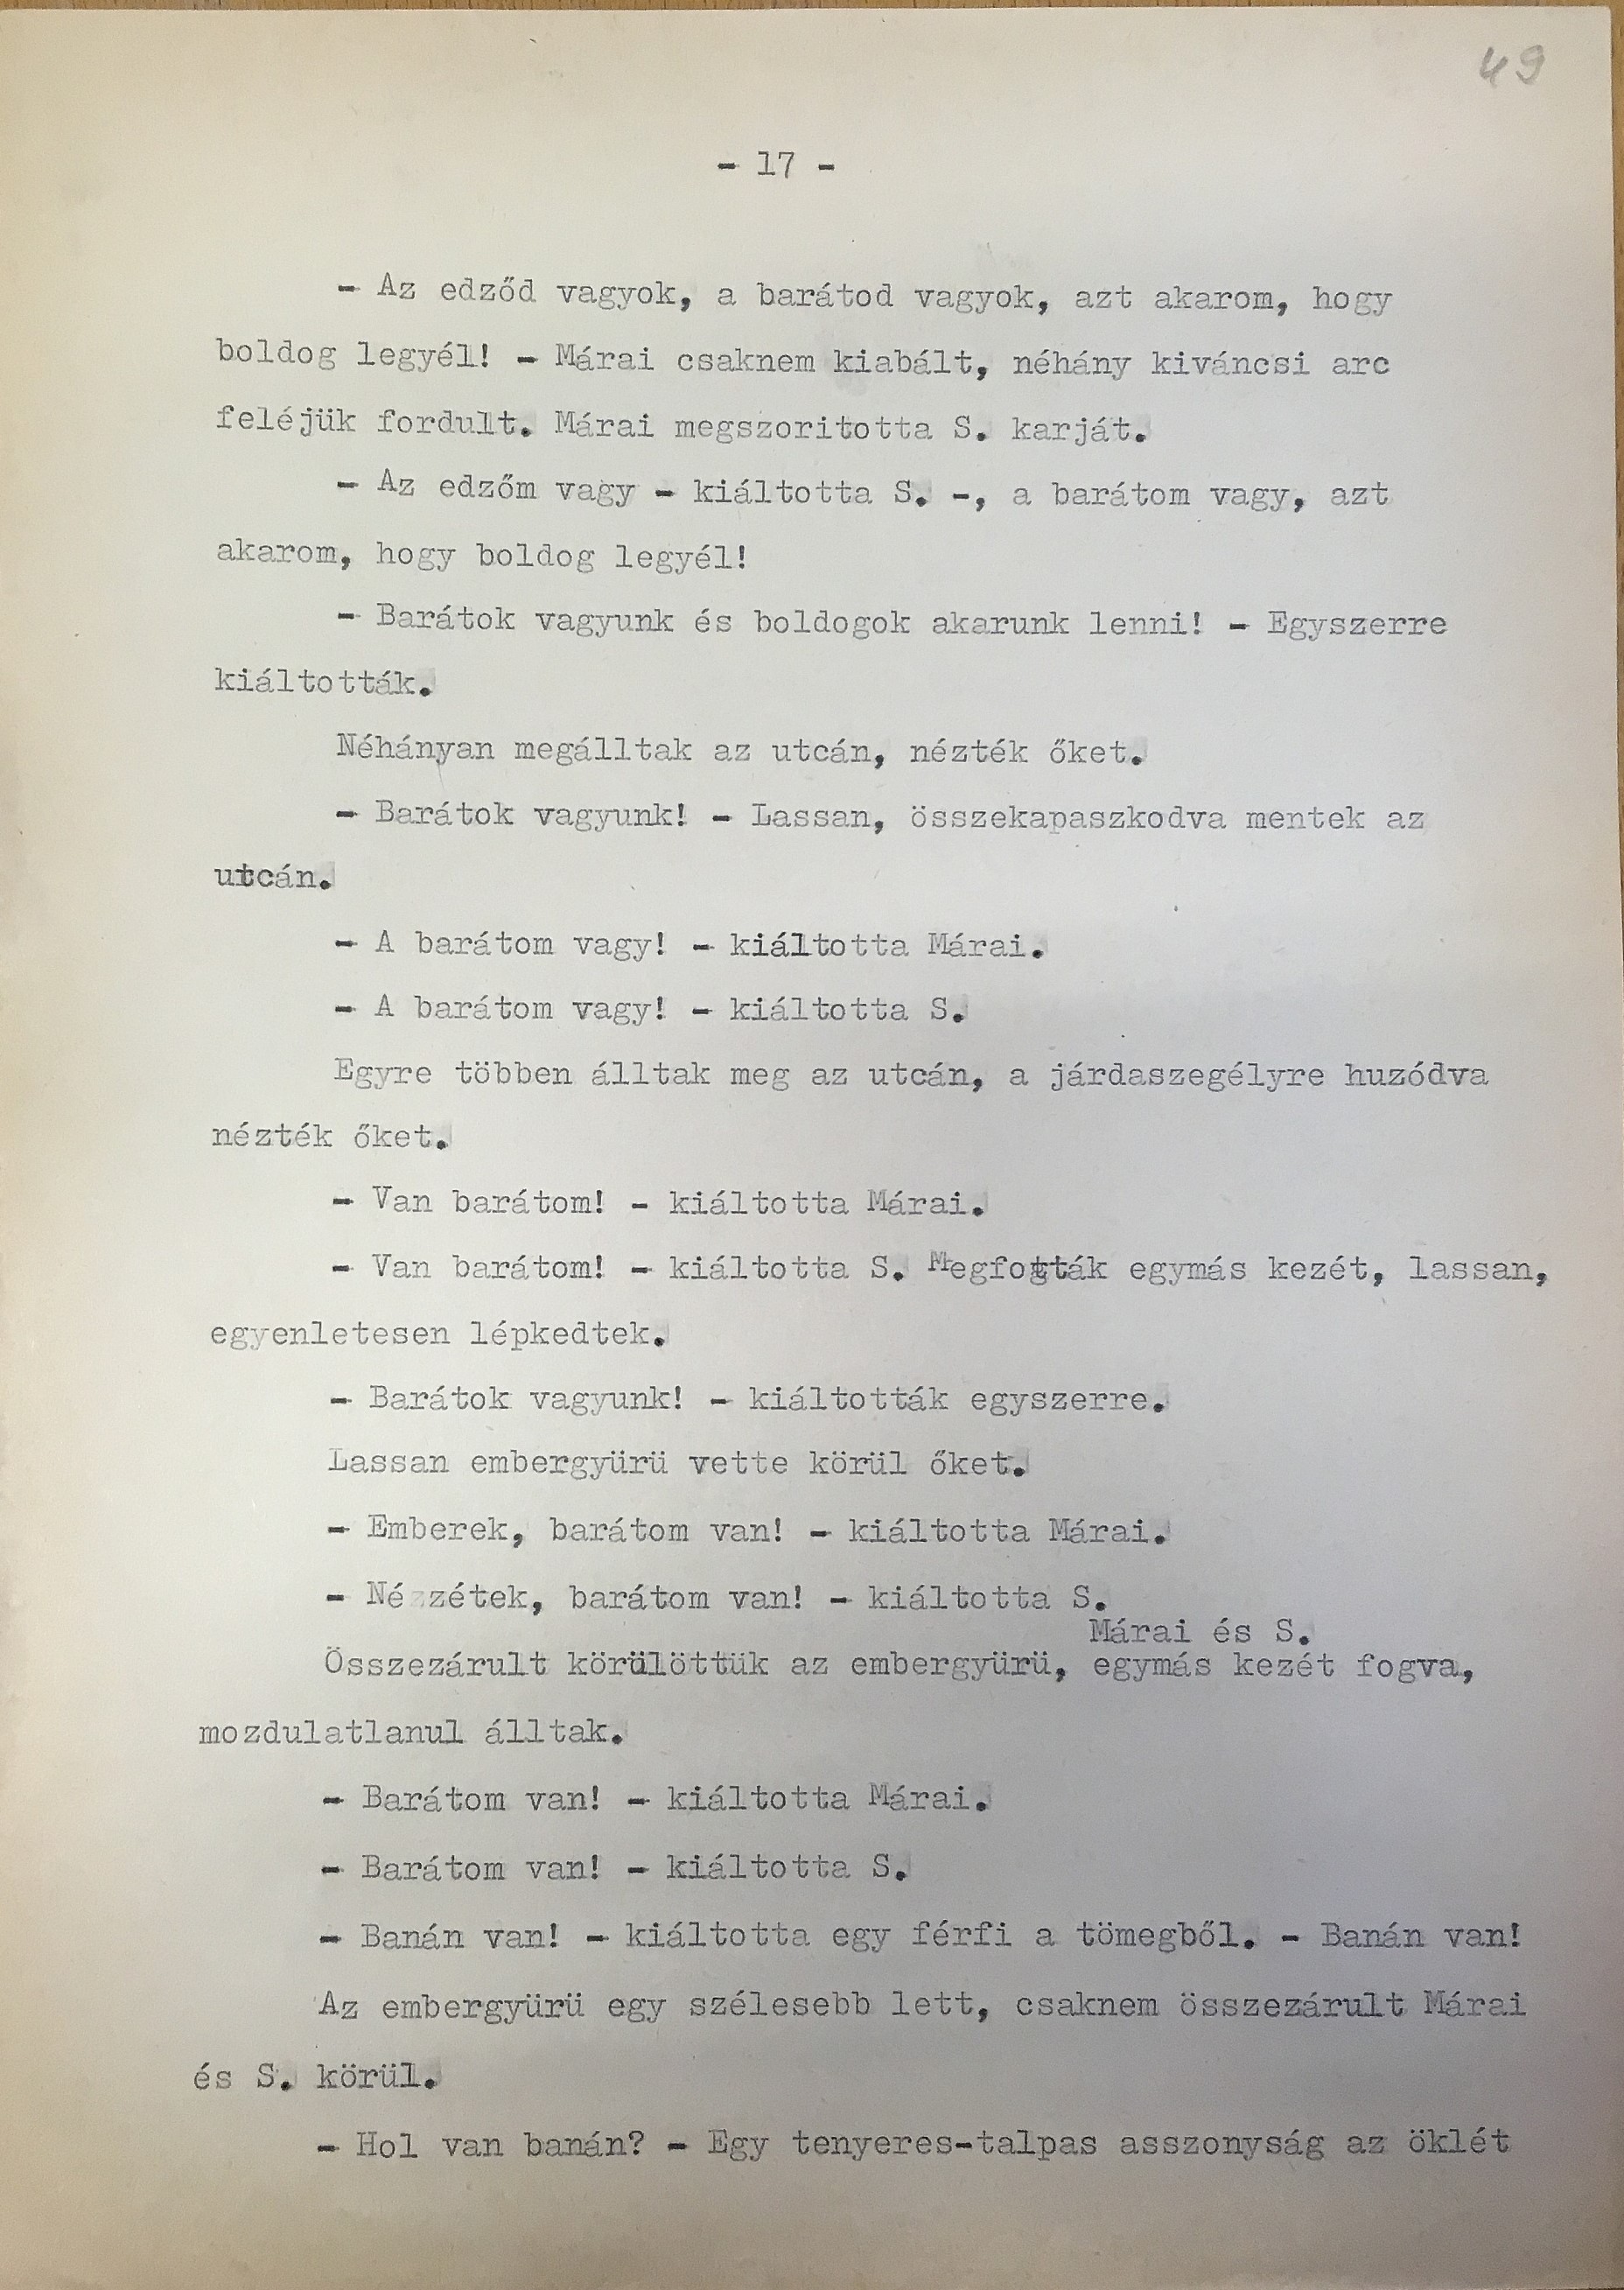 49
- 17 -
- Az edződ vagyok, a barátod vagyok, azt akarom, hogy
boldog legyél! - Márai csaknem kiabált, néhány kiváncsi arc
feléjük fordult. Márai megszoritotta S. karját.
- Az edzőm vagy - kiáltotta S. -, a barátom vagy, azt
akarom, hogy boldog legyél!
- Barátok vagyunk és boldogok akarunk lenni! - Egyszerre
kiáltották.
Néhányan megálltak az utcán, nézték őket.
- Barátok vagyunk! - Lassan, összekapaszkodva mentek az
utcán.
- A barátom vagy! - kiáltotta Márai.
- A barátom vagy! - kiáltotta S.
Egyre többen álltak meg az utcán, a járdaszegélyre huzódva
nézték őket.
- Van barátom! - kiáltotta Márai.
- Van barátom! - kiáltotta S. Megfogták egymás kezét, lassan,
egyenletesen lépkedtek.
- Barátok vagyunk! - kiáltották egyszerre.
Lassan embergyürü vette körül őket.
- Emberek, barátom van! - kiáltotta Márai.
- Nézzétek, barátom van! - kiáltotta S.
Márai és S.
Összezárult körülöttük az embergyürü, egymás kezét fogva,
mozdulatlanul álltak.
- Barátom van! - kiáltotta Márai.
- Barátom van! - kiáltotta S.
- Banán van! - kiáltotta egy férfi a tömegből. - Banán van!
Az embergyürü egy szélesebb lett, csaknem összezárult Márai
és S. körül.
- Hol van banán? - Egy tenyeres-talpas asszonyság az öklét